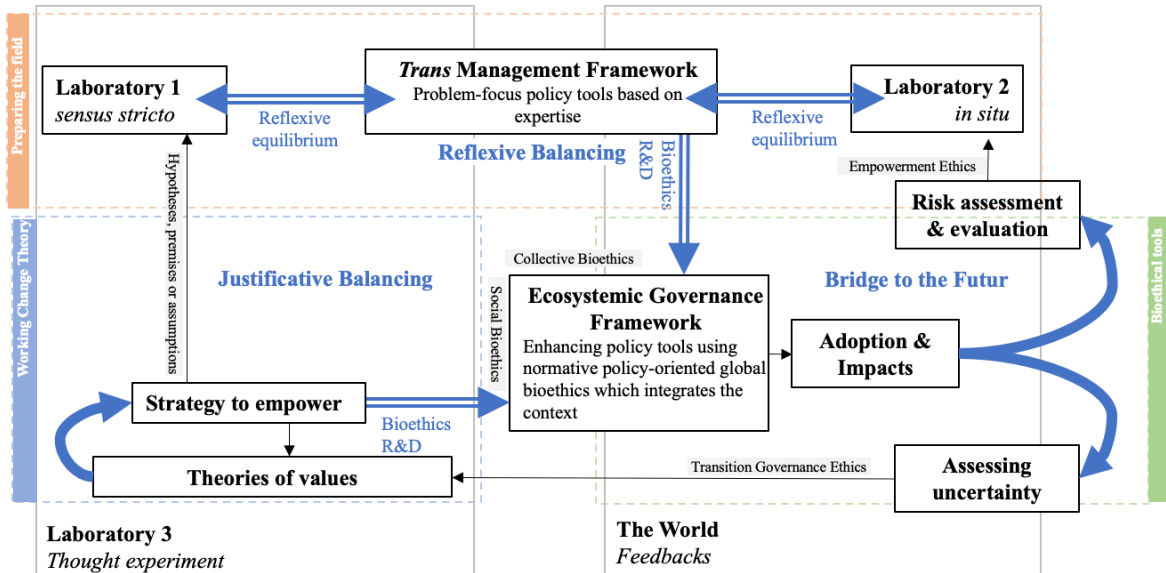 Preparing the field
Laboratory 1
sensus stricto
Trans Management Framework
Problem-focus policy tools based on
expertise
Laboratory 2
in situ
Reflexive
equilibrium
Reflexive
equilibrium
Reflexive Balancing
Bioethics
R&D
Empowerment Ethics
Risk assessment
& evaluation
Hypotheses, premises or assumptions
Working Change Theory
Justificative Balancing
Collective Bioethics
Social Bioethics
Ecosystemic Governance
Framework
Enhancing policy tools using
normative policy-oriented global
bioethics which integrates the
context
Bridge to the Futur
Bioethical tools
Adoption &
Impacts
Strategy to empower
Bioethics
R&D
Theories of values
Transition Governance Ethics
Assessing
uncertainty
Laboratory 3
Thought experiment
The World
Feedbacks